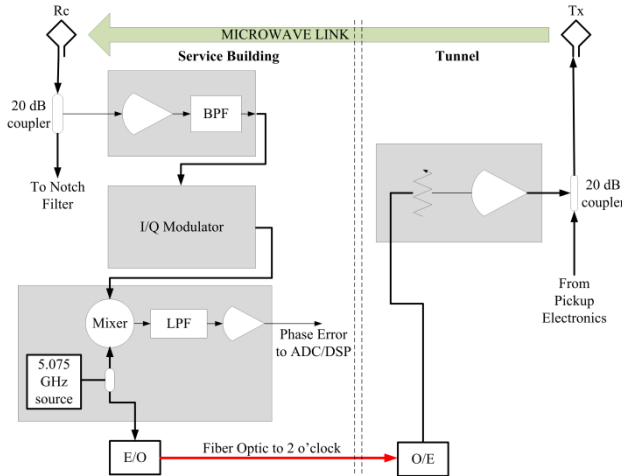 Rc
Tx
MICROWAVE LINK
Service Building
Tunnel
20 dB
coupler
BPF
To Notch
Filter
I/Q Modulator
20 dB
coupler
From
Pickup
Electronics
Mixer
LPF
Phase Error
to ADC/DSP
5.075
GHz
source
E/O
Fiber Optic to 2 o’clock
O/E